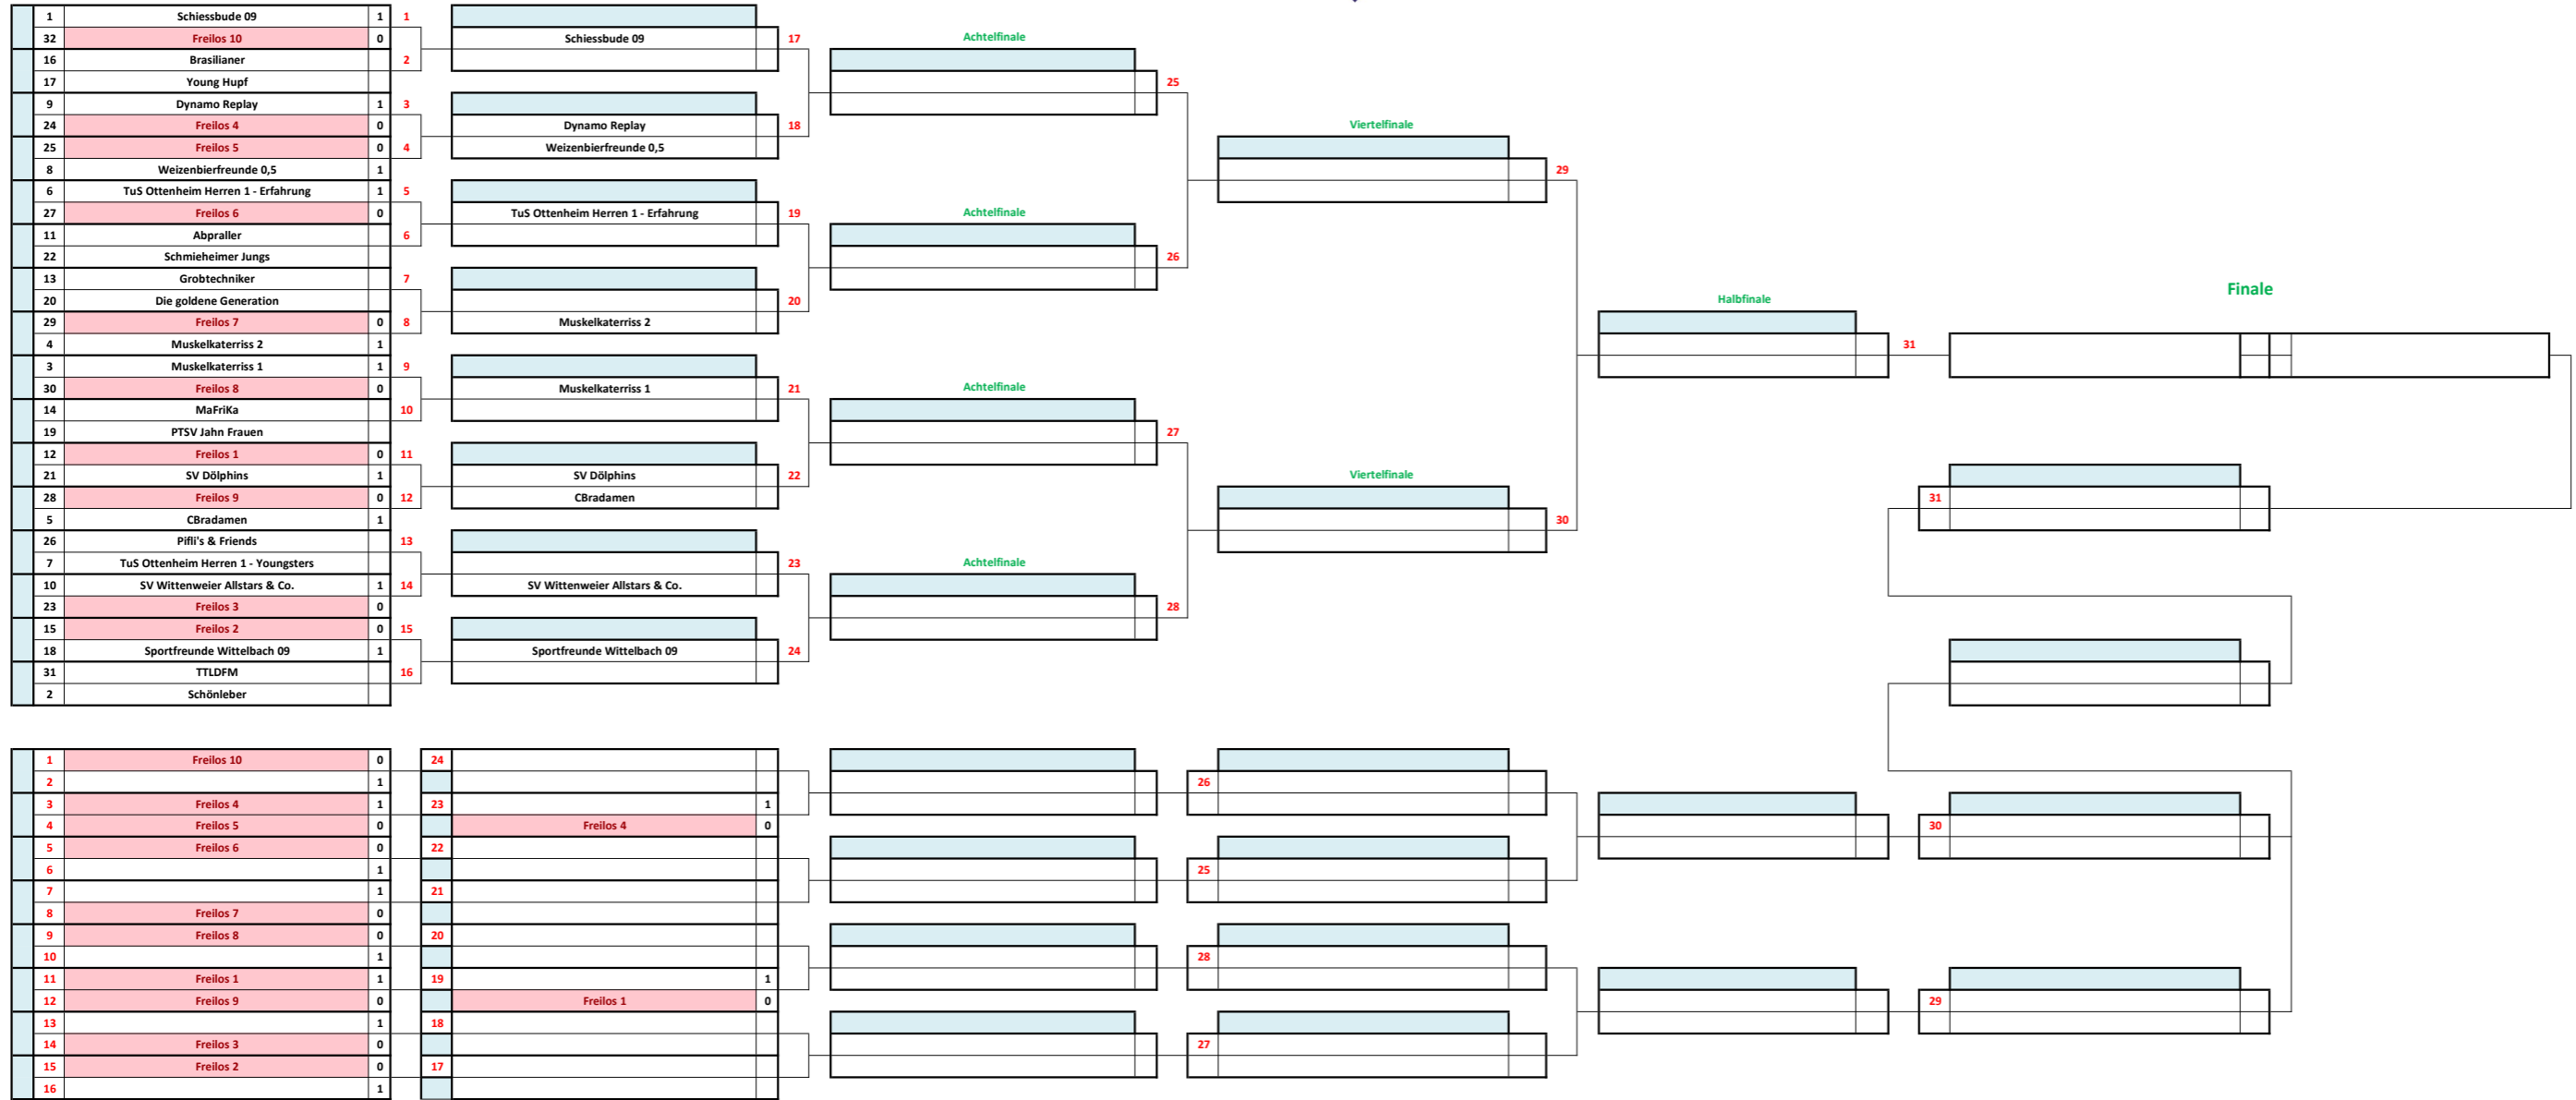 1 Schiessbude 09 1 1
32 Freilos 10 0
Schiessbude 09 17 Achtelfinale
16 Brasilianer 2
17 Young Hupf 25
9 Dynamo Replay 1 3
24 Freilos 4 0
Dynamo Replay 18 Viertelfinale
25 Freilos 5 0 4
Weizenbierfreunde 0,5
8 Weizenbierfreunde 0,5 1 29
6 TuS Ottenheim Herren 1 - Erfahrung 1 5
27 Freilos 6 0
TuS Ottenheim Herren 1 - Erfahrung 19 Achtelfinale
11 Abpraller 6
22 Schmieheimer Jungs 26
13 Grobtechniker 7
Finale
20 Die goldene Generation 20 Halbfinale
29 Freilos 7 0 8
Muskelkaterriss 2
4 Muskelkaterriss 2 1 31
3 Muskelkaterriss 1 1 9
30 Freilos 8 0
Muskelkaterriss 1 21 Achtelfinale
14 MaFriKa 10
19 PTSV Jahn Frauen 27
12 Freilos 1 0 11
21 SV Dölphins 1
SV Dölphins 22 Viertelfinale
28 Freilos 9 0 12
CBradamen 31
5 CBradamen 1 30
26 Pifli's & Friends 13
7 TuS Ottenheim Herren 1 - Youngsters 23 Achtelfinale
10 SV Wittenweier Allstars & Co. 1 14
SV Wittenweier Allstars & Co.
23 Freilos 3 0 28
15 Freilos 2 0 15
18 Sportfreunde Wittelbach 09 1
Sportfreunde Wittelbach 09 24
31 TTLDFM 16
2 Schönleber
1 Freilos 10 0 24
2 1 26
3 Freilos 4 1 23 1
4 Freilos 5 0 Freilos 4 0 30
5 Freilos 6 0 22
6 1 25
7 1 21
8 Freilos 7 0
9 Freilos 8 0 20
10 1 28
11 Freilos 1 1 19 1
12 Freilos 9 0 Freilos 1 0 29
13 1 18
14 Freilos 3 0 27
15 Freilos 2 0 17
16 1